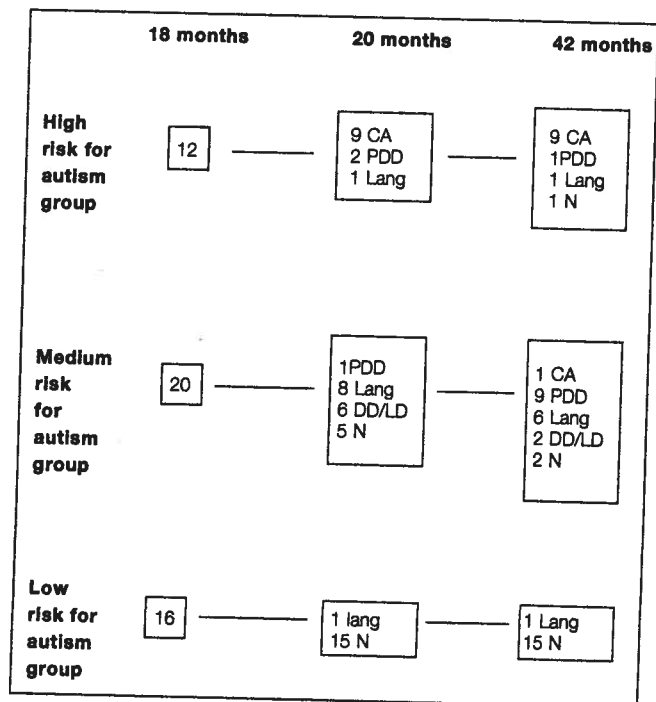 18 months 20 months 42 months
High
risk for
autism
group
12
9 CA
2 PDD
1 Lang
9 CA
1PDD
1 Lang
1 N
Medium
risk
for
autism
group
20
1PDD
8 Lang
6 DD/LD
5 N
1 CA
9 PDD
6 Lang
2 DD/LD
2 N
Low
risk for
autism
group
16
1 lang
15 N
1 Lang
15 N